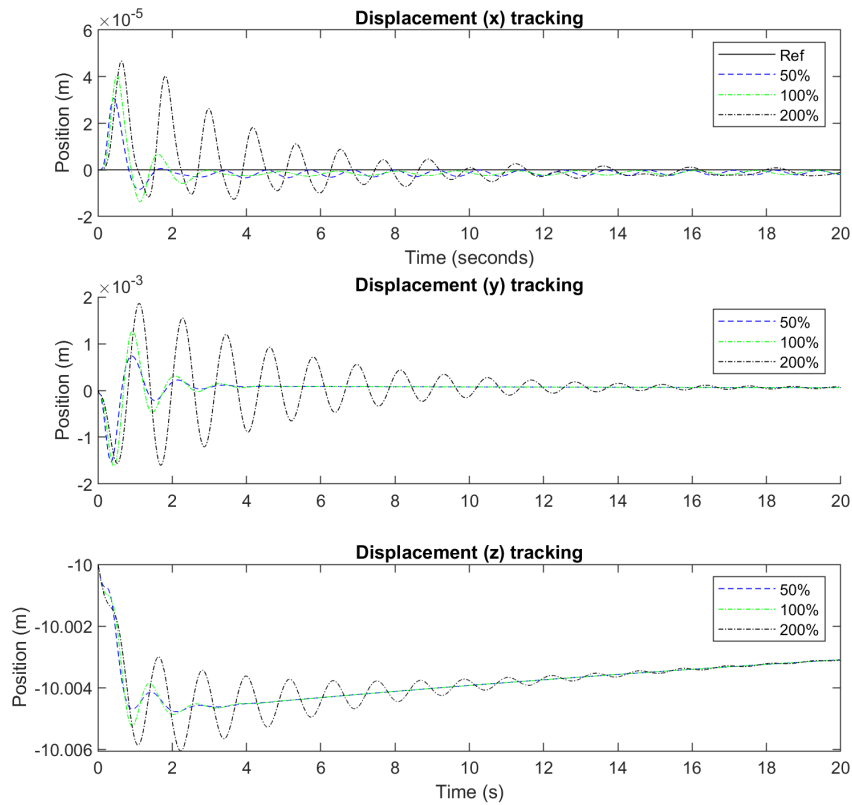 Displacement (x) tracking
×10-5
6
4
2
0
-2
Position (m)
Ref
50%
100%
200%
0 2 4 6 8 10 12 14 16 18 20
Time (seconds)
Displacement (y) tracking
×10-3
2
1
0
-1
-2
Position (m)
50%
100%
200%
0 2 4 6 8 10 12 14 16 18 20
Displacement (z) tracking
-10
-10.002
-10.004
-10.006
Position (m)
50%
100%
200%
0 2 4 6 8 10 12 14 16 18 20
Time (s)